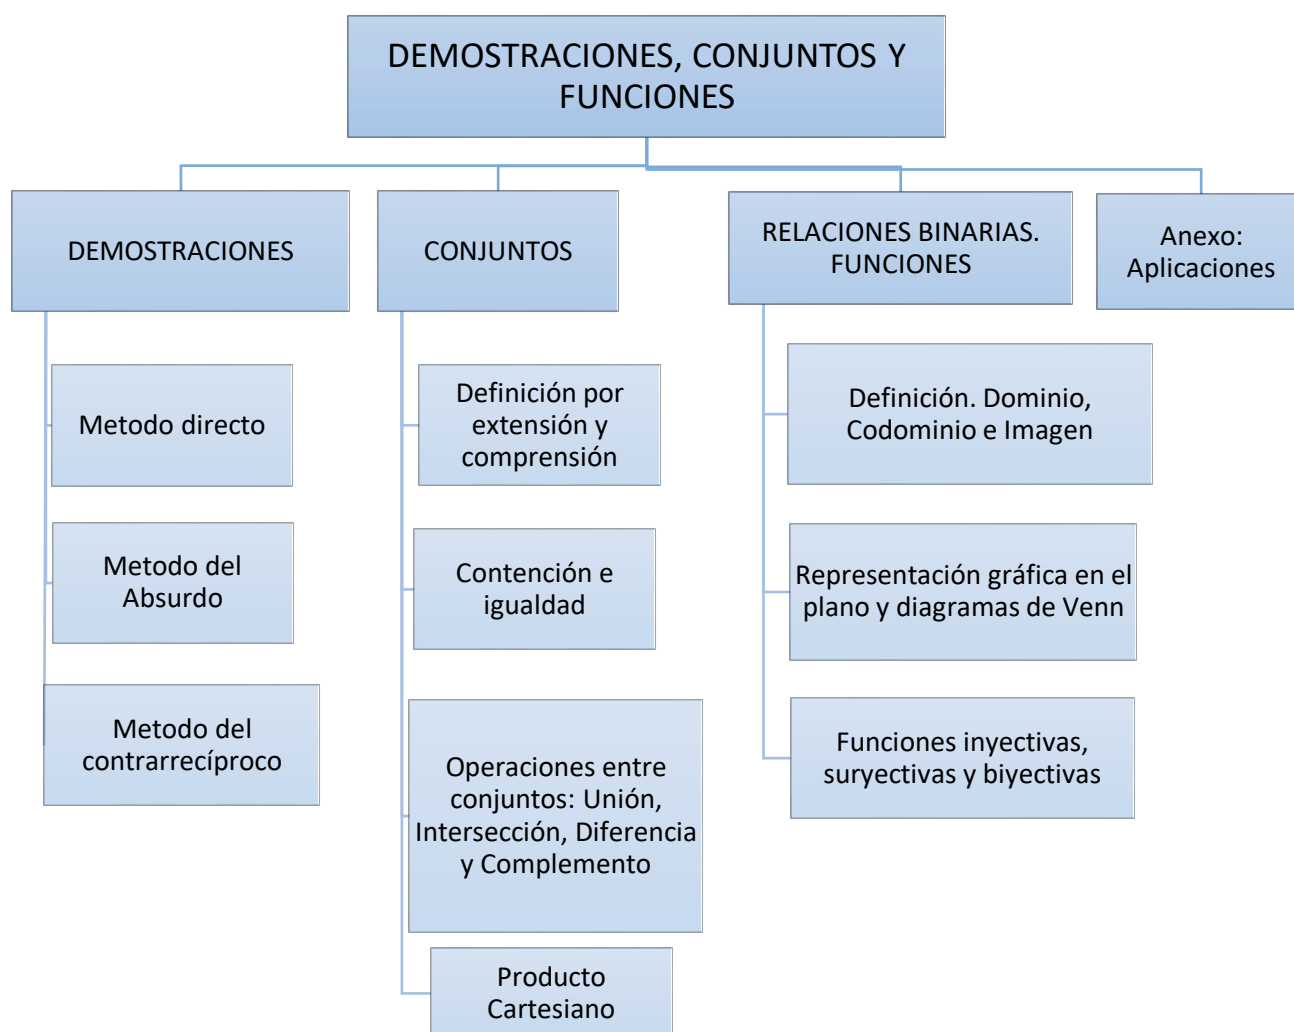 DEMOSTRACIONES, CONJUNTOS Y
FUNCIONES
DEMOSTRACIONES
Metodo directo
Metodo del
Absurdo
Metodo del
contrarrecíproco
CONJUNTOS
Definición por
extensión y
comprensión
Contención e
igualdad
Operaciones entre
conjuntos: Unión,
Intersección, Diferencia
y Complemento
Producto
Cartesiano
RELACIONES BINARIAS.
FUNCIONES
Definición. Dominio,
Codominio e Imagen
Representación gráfica en el
plano y diagramas de Venn
Funciones inyectivas,
suryectivas y biyectivas
Anexo:
Aplicaciones